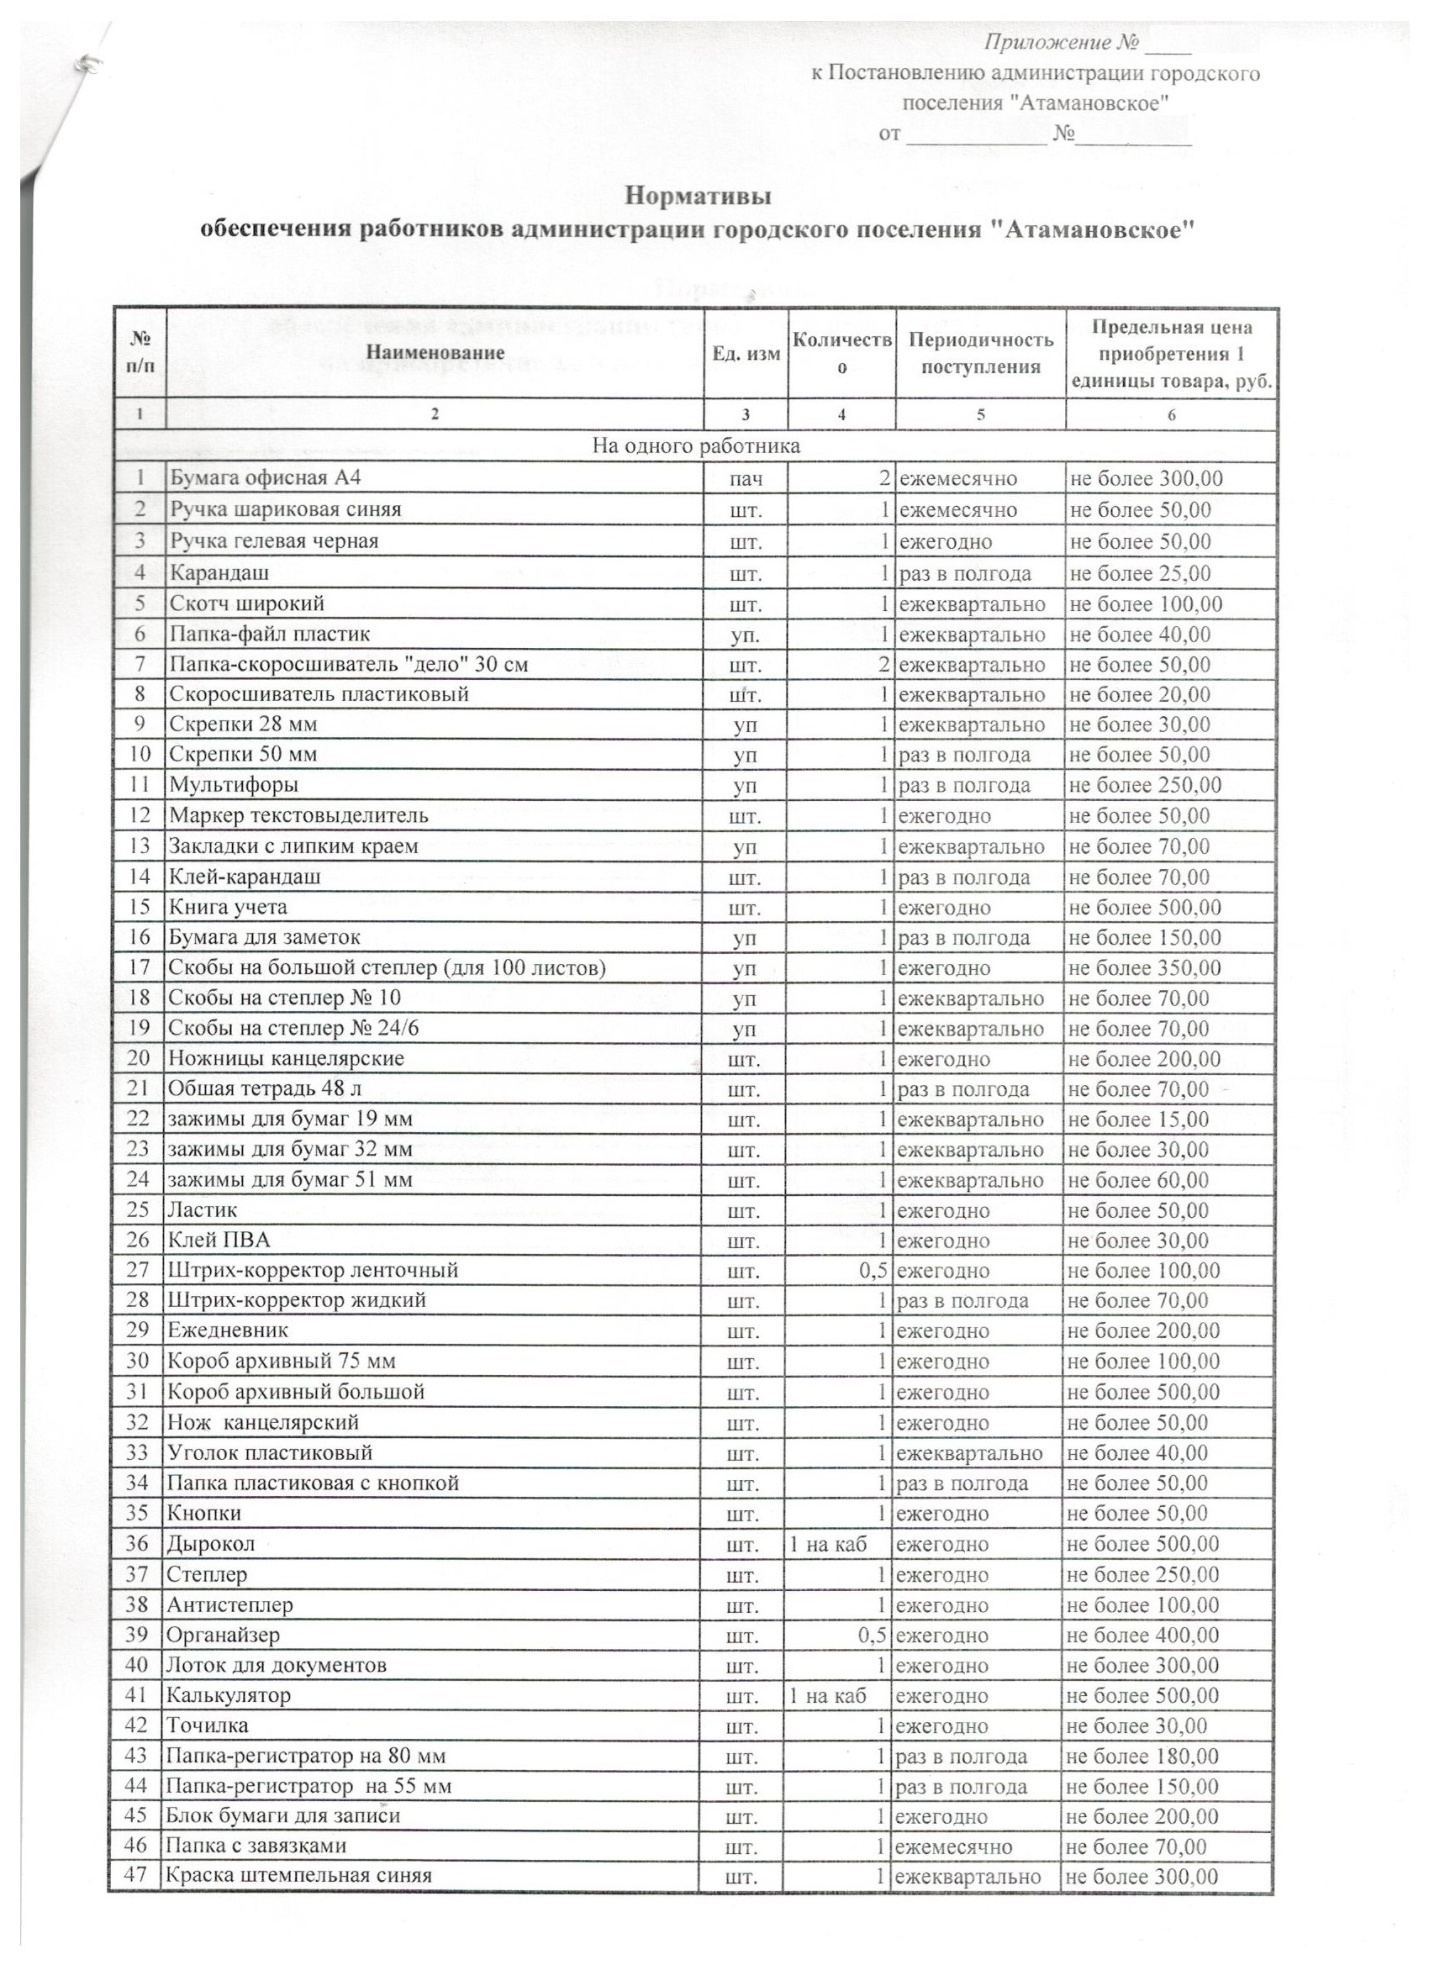 Приложение № ____
к Постановлению администрации городского
поселения "Атамановское"
от ____________ №__________
Нормативы
обеспечения работников администрации городского поселения "Атамановское"
№ п/п Наименование Ед. изм Количество Периодичность поступления Предельная цена приобретения 1 единицы товара, руб.
1 2 3 4 5 6
На одного работника
1 Бумага офисная А4 пач 2 ежемесячно не более 300,00
2 Ручка шариковая синяя шт. 1 ежемесячно не более 50,00
3 Ручка гелевая черная шт. 1 ежегодно не более 50,00
4 Карандаш шт. 1 раз в полгода не более 25,00
5 Скотч широкий шт. 1 ежеквартально не более 100,00
6 Папка-файл пластик уп. 1 ежеквартально не более 40,00
7 Папка-скоросшиватель "дело" 30 см шт. 2 ежеквартально не более 50,00
8 Скоросшиватель пластиковый шт. 1 ежеквартально не более 20,00
9 Скрепки 28 мм уп 1 ежеквартально не более 30,00
10 Скрепки 50 мм уп 1 раз в полгода не более 50,00
11 Мультифоры уп 1 раз в полгода не более 250,00
12 Маркер текстовыделитель шт. 1 ежегодно не более 50,00
13 Закладки с липким краем уп 1 ежеквартально не более 70,00
14 Клей-карандаш шт. 1 раз в полгода не более 70,00
15 Книга учета шт. 1 ежегодно не более 500,00
16 Бумага для заметок уп 1 раз в полгода не более 150,00
17 Скобы на большой степлер (для 100 листов) уп 1 ежегодно не более 350,00
18 Скобы на степлер № 10 уп 1 ежеквартально не более 70,00
19 Скобы на степлер № 24/6 уп 1 ежеквартально не более 70,00
20 Ножницы канцелярские шт. 1 ежегодно не более 200,00
21 Обшая тетрадь 48 л шт. 1 раз в полгода не более 70,00
22 зажимы для бумаг 19 мм шт. 1 ежеквартально не более 15,00
23 зажимы для бумаг 32 мм шт. 1 ежеквартально не более 30,00
24 зажимы для бумаг 51 мм шт. 1 ежеквартально не более 60,00
25 Ластик шт. 1 ежегодно не более 50,00
26 Клей ПВА шт. 1 ежегодно не более 30,00
27 Штрих-корректор ленточный шт. 0,5 ежегодно не более 100,00
28 Штрих-корректор жидкий шт. 1 раз в полгода не более 70,00
29 Ежедневник шт. 1 ежегодно не более 200,00
30 Короб архивный 75 мм шт. 1 ежегодно не более 100,00
31 Короб архивный большой шт. 1 ежегодно не более 500,00
32 Нож канцелярский шт. 1 ежегодно не более 50,00
33 Уголок пластиковый шт. 1 ежеквартально не более 40,00
34 Папка пластиковая с кнопкой шт. 1 раз в полгода не более 50,00
35 Кнопки шт. 1 ежегодно не более 50,00
36 Дырокол шт. 1 на каб ежегодно не более 500,00
37 Степлер шт. 1 ежегодно не более 250,00
38 Антистеплер шт. 1 ежегодно не более 100,00
39 Органайзер шт. 0,5 ежегодно не более 400,00
40 Лоток для документов шт. 1 ежегодно не более 300,00
41 Калькулятор шт. 1 на каб ежегодно не более 500,00
42 Точилка шт. 1 ежегодно не более 30,00
43 Папка-регистратор на 80 мм шт. 1 раз в полгода не более 180,00
44 Папка-регистратор на 55 мм шт. 1 раз в полгода не более 150,00
45 Блок бумаги для записи шт. 1 ежегодно не более 200,00
46 Папка с завязками шт. 1 ежемесячно не более 70,00
47 Краска штемпельная синяя шт. 1 ежеквартально не более 300,00